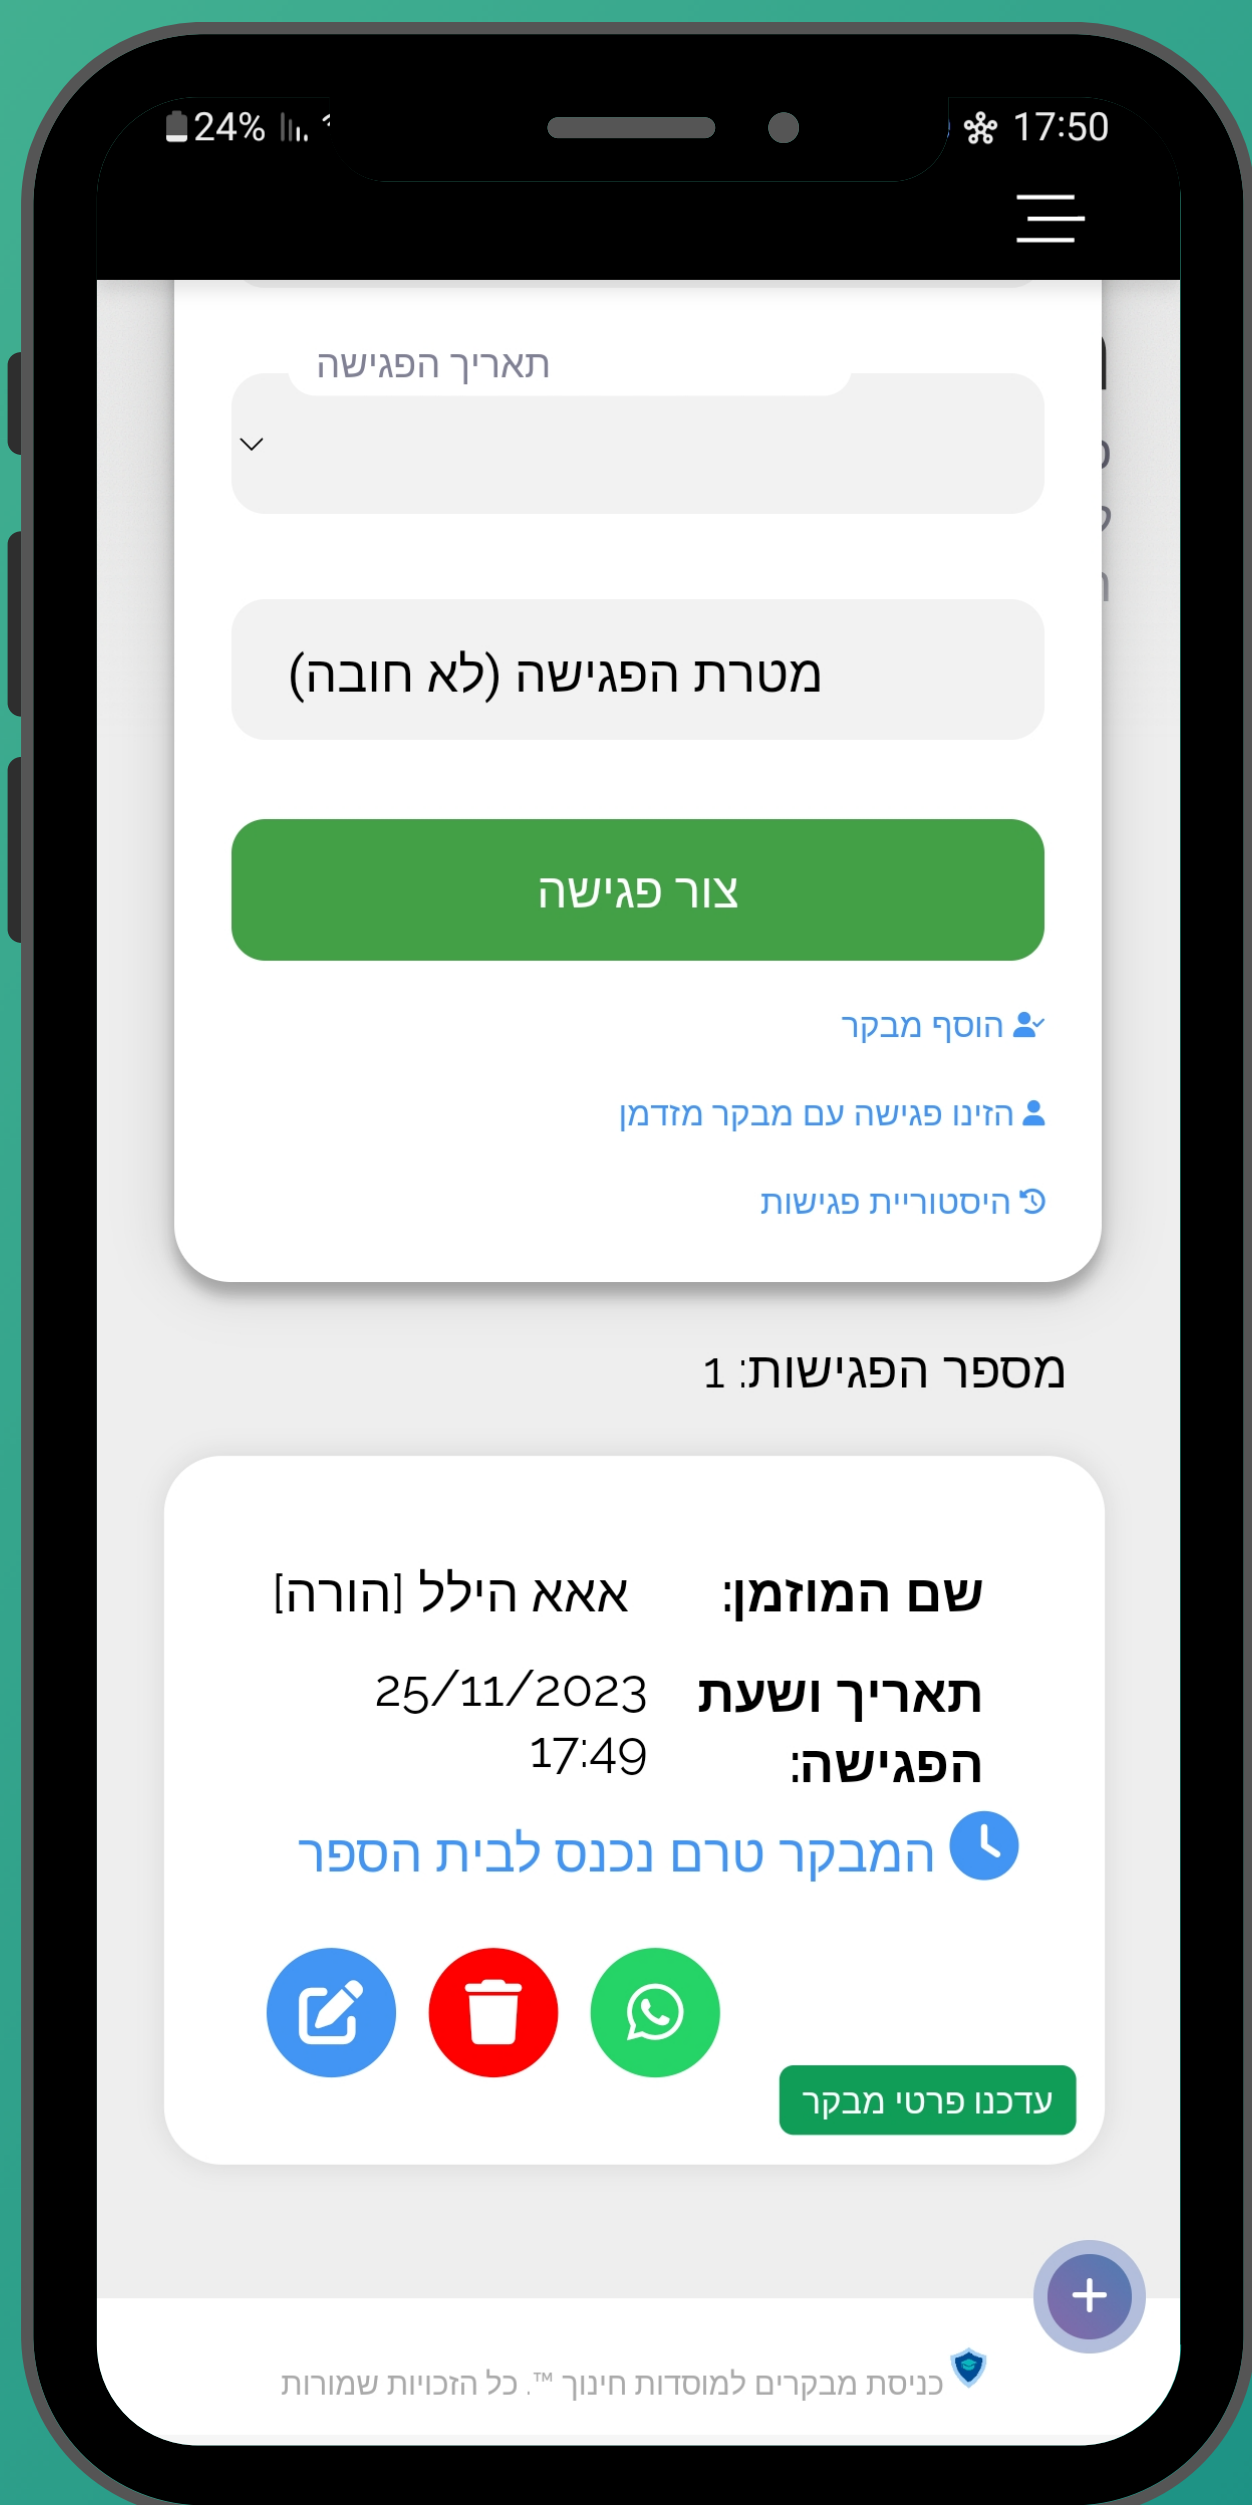 24%
17:50
תאריך הפגישה
מטרת הפגישה (לא חובה)
צור פגישה
הוסף מבקר
הזינו פגישה עם מבקר מזדמן
היסטוריית פגישות
מספר הפגישות: 1
שם המוזמן: אאא הילל [הורה]
תאריך ושעת הפגישה:
25/11/2023
17:49
המבקר טרם נכנס לבית הספר
עדכנו פרטי מבקר
כניסת מבקרים למוסדות חינוך ™. כל הזכויות שמורות